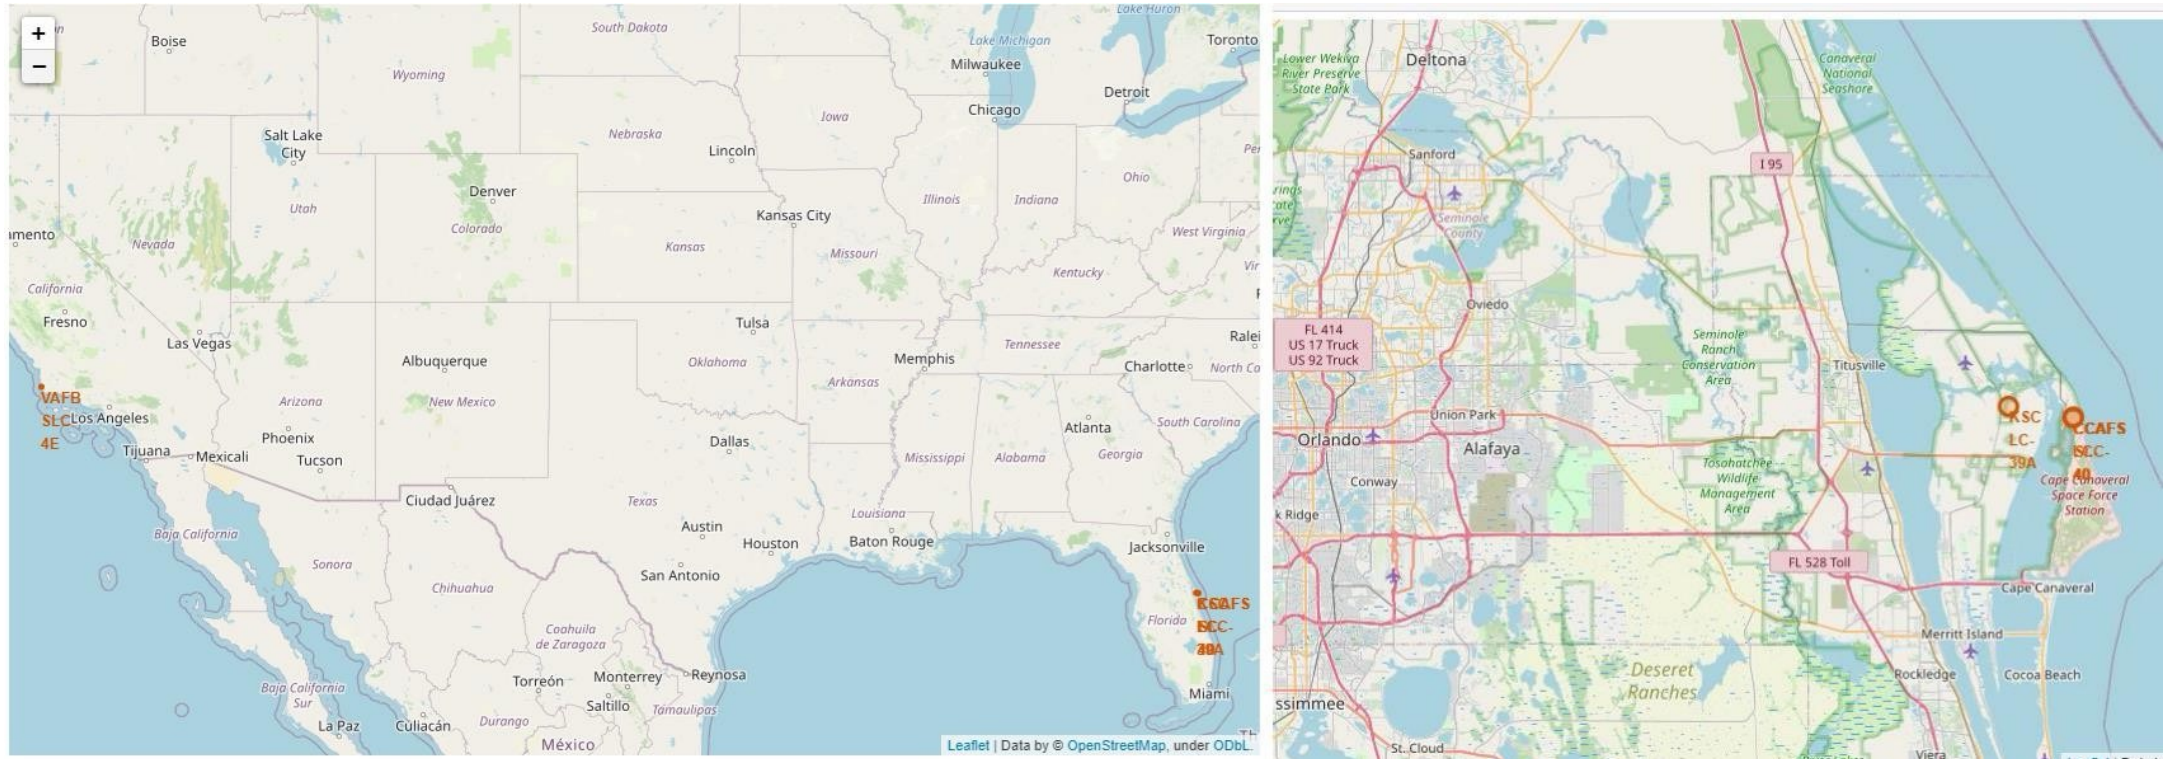 +
−
Boise
South Dakota
Lake Huron
Toronto
Lake Michigan
Milwaukee
Wyoming
Detroit
Chicago
Iowa
Salt Lake
City
Nebraska
Lincoln
Denver
Ohio
Illinois
Indiana
Utah
Kansas City
Colorado
amento
Nevada
Kansas
Missouri
West Virginia
Kentucky
California
Fresno
Las Vegas
Tulsa
Albuquerque
Oklahoma
Memphis
Tennessee
Charlotte
Arkansas
VAFB
SLC-
4E
Los Angeles
Arizona
New Mexico
Phoenix
Tucson
Tijuana
Mexicali
Dallas
Atlanta
South Carolina
Mississippi
Alabama
Georgia
Ciudad Juárez
Texas
Louisiana
Austin
Houston
Baton Rouge
Jacksonville
Baja California
Sonora
Chihuahua
San Antonio
Florida
Coahuila
de Zaragoza
Torreón
Monterrey
Reynosa
Saltillo
Miami
Baja California
Sur
La Paz
Culiacán
Durango
Tamaulipas
México
Leaflet | Data by © OpenStreetMap, under ODbL.
Lower Wekiva
River Preserve
State Park
Deltona
Canaveral
National
Seashore
Sanford
I 95
Seminole
County
Oviedo
FL 414
US 17 Truck
US 92 Truck
Seminole
Ranch
Conservation
Area
Titusville
Union Park
Orlando
Alafaya
KSC
LC-
39A
CCAFS
Tosohatchee
Wildlife
Management
Area
Conway
Cape Canaveral
Space Force
Station
k Ridge
FL 528 Toll
Cape Canaveral
Merritt Island
Deseret
Ranches
Rockledge
Cocoa Beach
ssimmee
St. Cloud
Viera